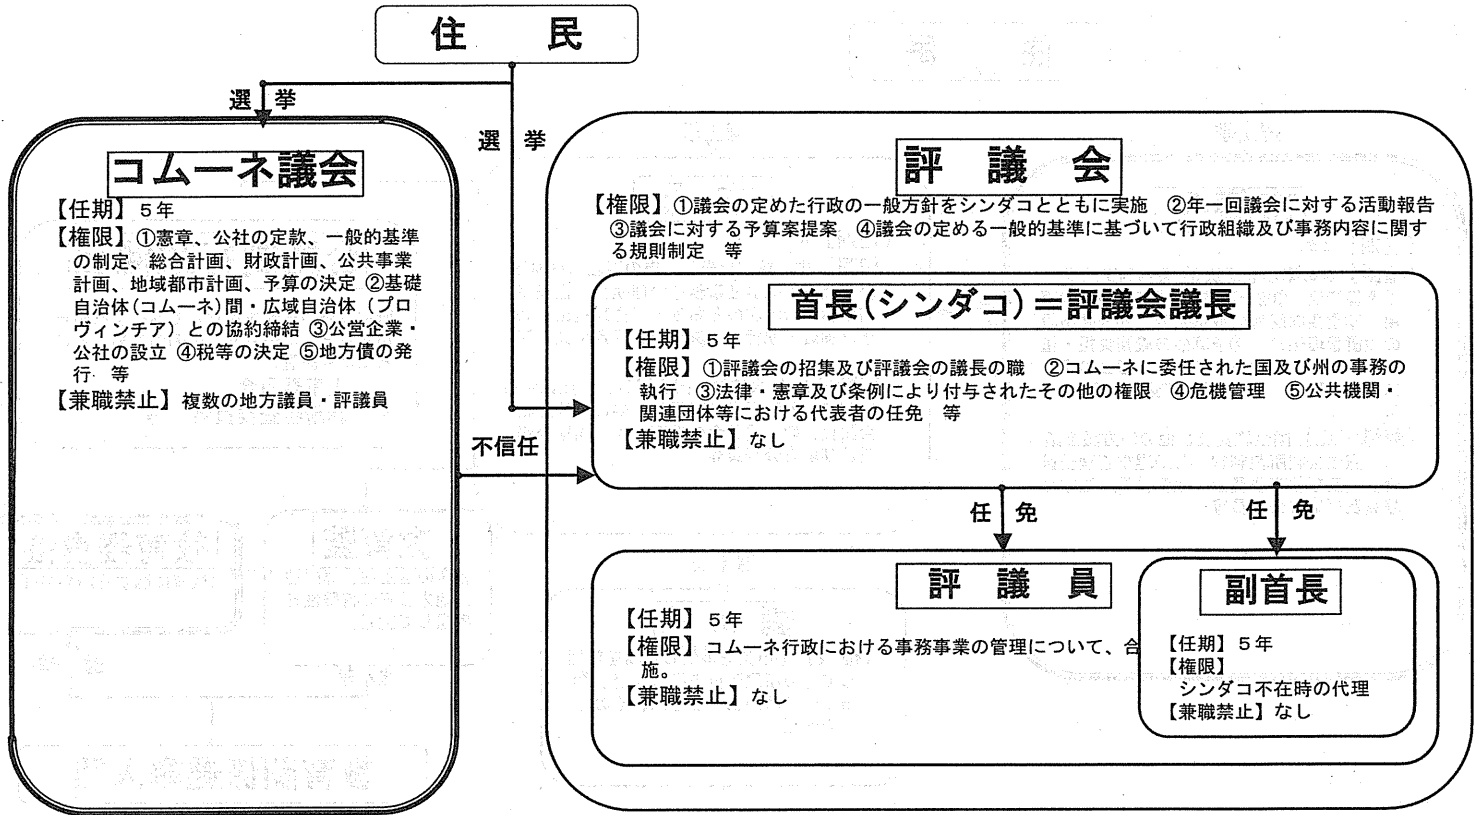 住　民
選　挙
選　挙
コムーネ議会
【任期】５年
【権限】①憲章、公社の定款、一般的基準
の制定、総合計画、財政計画、公共事業
計画、地域都市計画、予算の決定 ②基礎
自治体(コムーネ)間・広域自治体（プロ
ヴィンチア）との協約締結 ③公営企業・
公社の設立 ④税等の決定 ⑤地方債の発
行 等
【兼職禁止】複数の地方議員・評議員
不信任
評　議　会
【権限】①議会の定めた行政の一般方針をシンダコとともに実施　②年一回議会に対する活動報告
③議会に対する予算案提案　④議会の定める一般的基準に基づいて行政組織及び事務内容に関す
る規則制定　等
首長(シンダコ)＝評議会議長
【任期】５年
【権限】①評議会の招集及び評議会の議長の職　②コムーネに委任された国及び州の事務の
執行　③法律・憲章及び条例により付与されたその他の権限　④危機管理　⑤公共機関・
関連団体等における代表者の任免　等
【兼職禁止】なし
任　免
任　免
評　議　員
【任期】５年
【権限】コムーネ行政における事務事業の管理について、合
施。
【兼職禁止】なし
副首長
【任期】５年
【権限】
シンダコ不在時の代理
【兼職禁止】なし